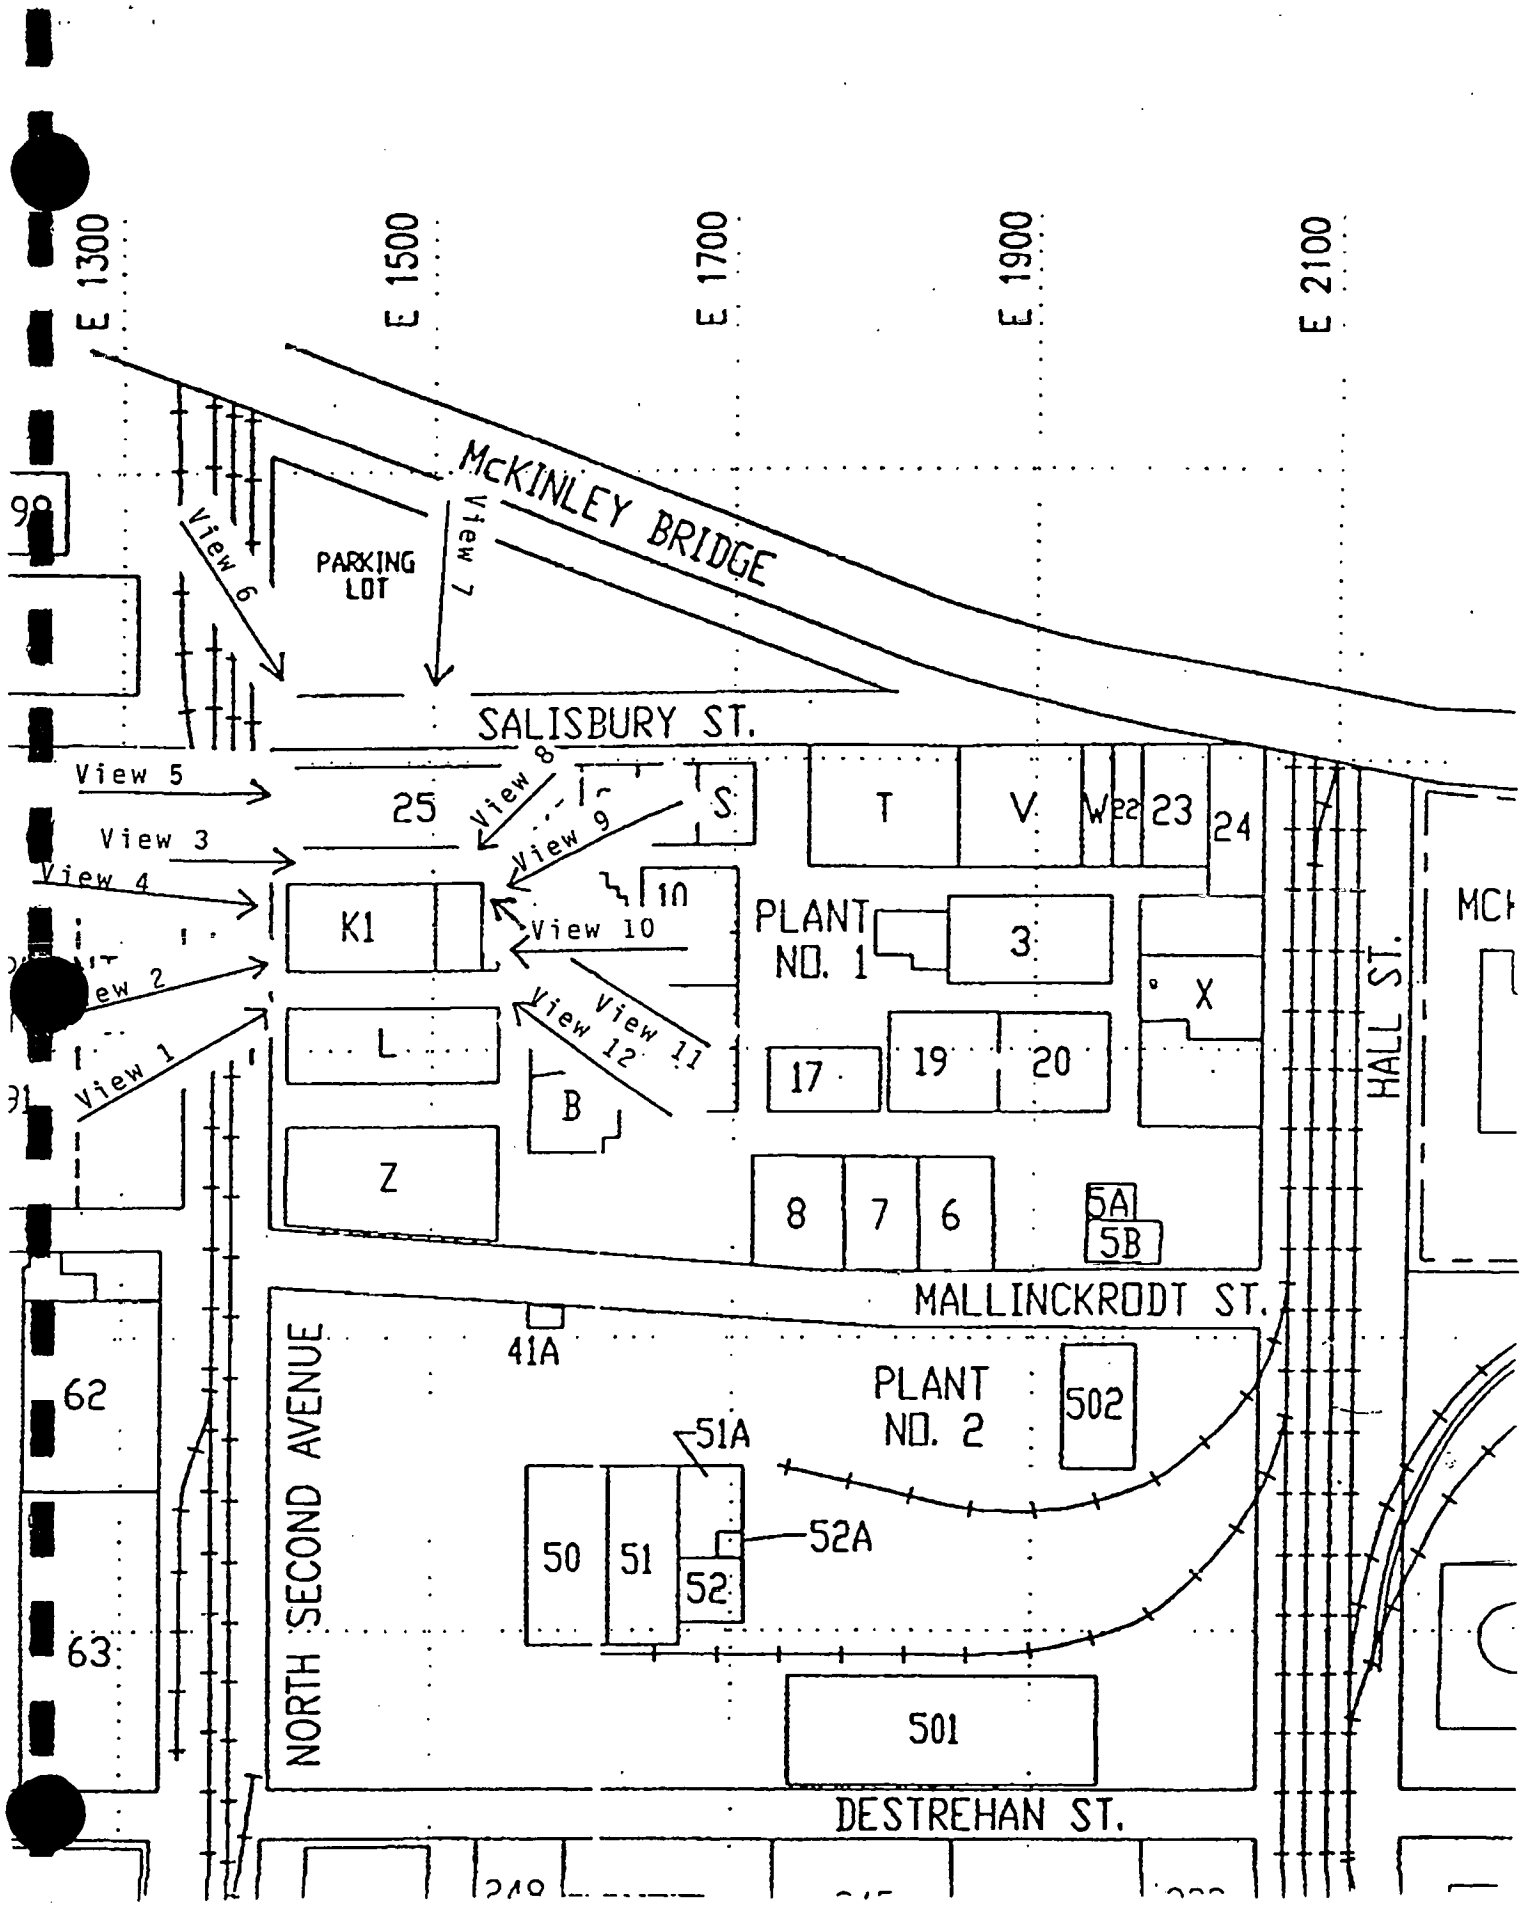 E 1300
E 1500
E 1700
E 1900
E 2100
McKINLEY BRIDGE
View 6
View 7
PARKING
LOT
SALISBURY ST.
View 5
25
View 8
View 9
S
T
V
W
22
23
24
View 3
View 4
K1
10
View 10
PLANT
NO. 1
3
X
HALL ST.
View 2
View 1
L
View 11
View 12
B
17
19
20
Z
8
7
6
5A
5B
MALLINCKRODT ST.
41A
62
NORTH SECOND AVENUE
PLANT
NO. 2
502
51A
50
51
52A
52
63
501
DESTREHAN ST.